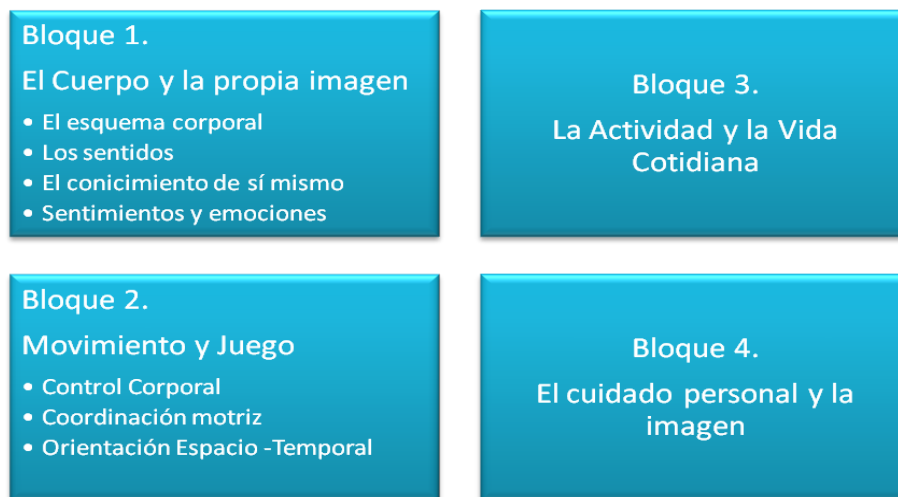 Bloque 1.
El Cuerpo y la propia imagen
• El esquema corporal
• Los sentidos
• El conicimiento de sí mismo
• Sentimientos y emociones
Bloque 2.
Movimiento y Juego
• Control Corporal
• Coordinación motriz
• Orientación Espacio -Temporal
Bloque 3.
La Actividad y la Vida
Cotidiana
Bloque 4.
El cuidado personal y la
imagen